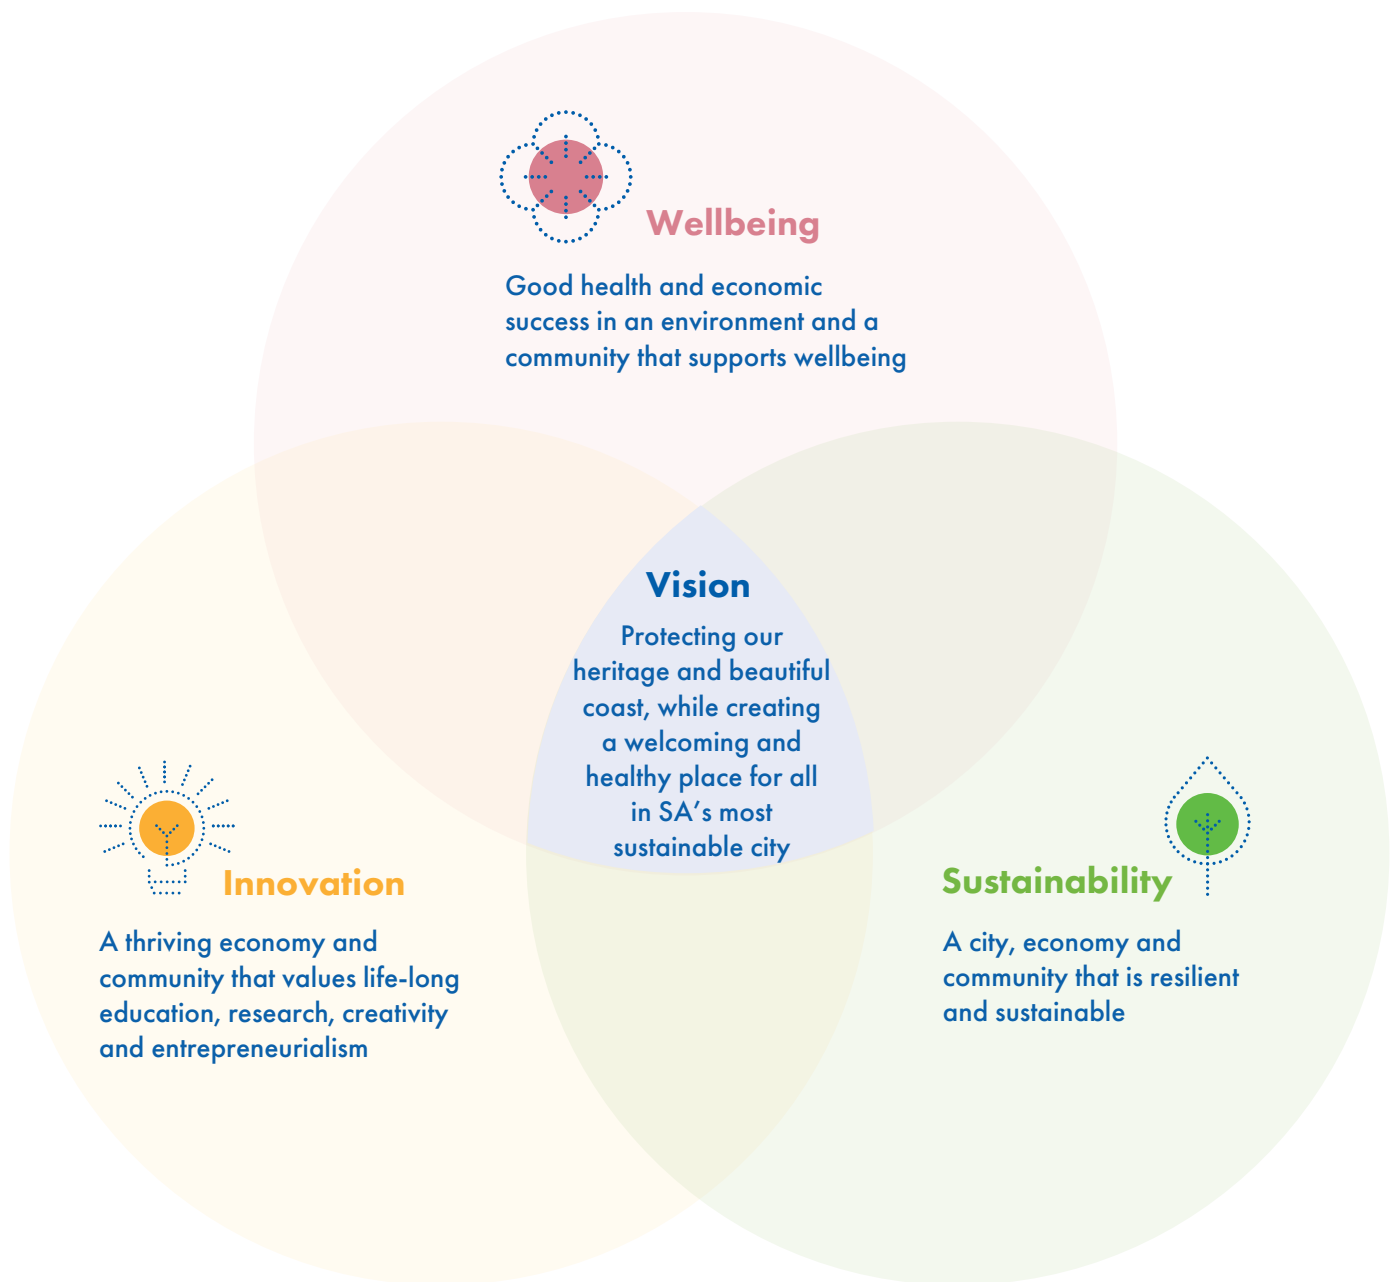 Wellbeing
Good health and economic
success in an environment and a
community that supports wellbeing
Vision
Protecting our
heritage and beautiful
coast, while creating
a welcoming and
healthy place for all
in SA’s most
sustainable city
Innovation
A thriving economy and
community that values life-long
education, research, creativity
and entrepreneurialism
Sustainability
A city, economy and
community that is resilient
and sustainable